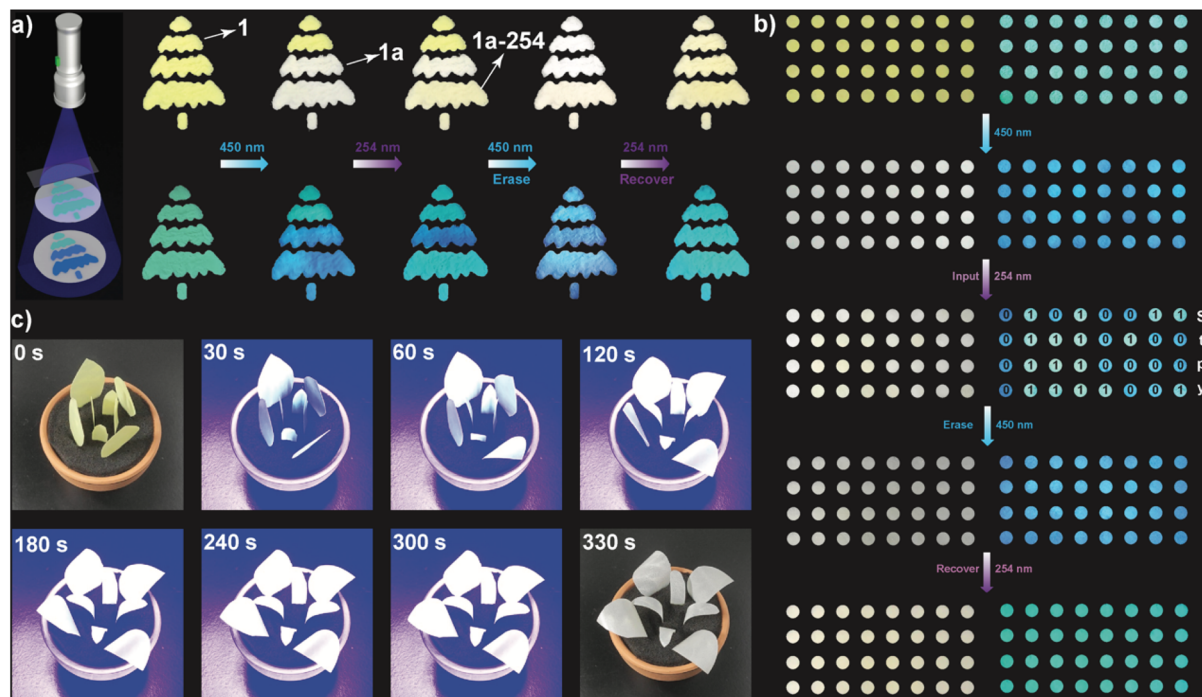 a)
1
1a
1a-254
450 nm
254 nm
450 nm
Erase
254 nm
Recover
b)
450 nm
Input 254 nm
0 1 0 1 0 0 1 1 S
0 1 1 1 0 1 0 0 t
0 1 1 1 0 0 0 0 p
0 1 1 1 1 0 0 1 y
Erase 450 nm
Recover 254 nm
c)
0 s
30 s
60 s
120 s
180 s
240 s
300 s
330 s